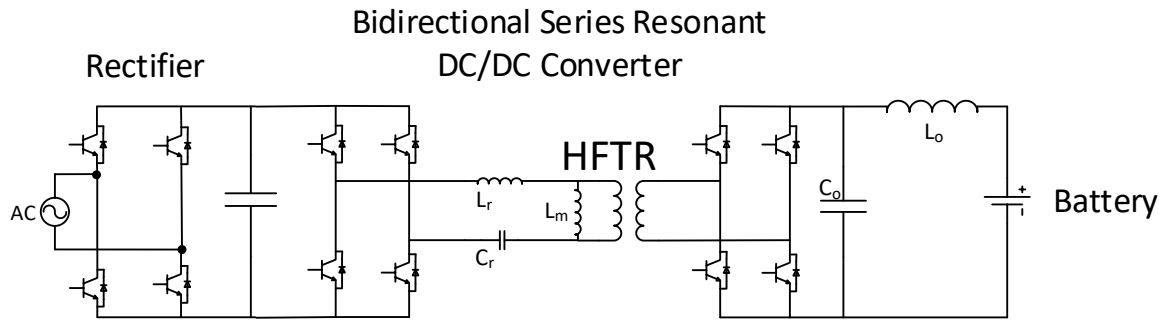 Bidirectional Series Resonant
DC/DC Converter
Rectifier
HFTR
Lo
Lr
Lm
Co
AC
Battery
Cr
+
-